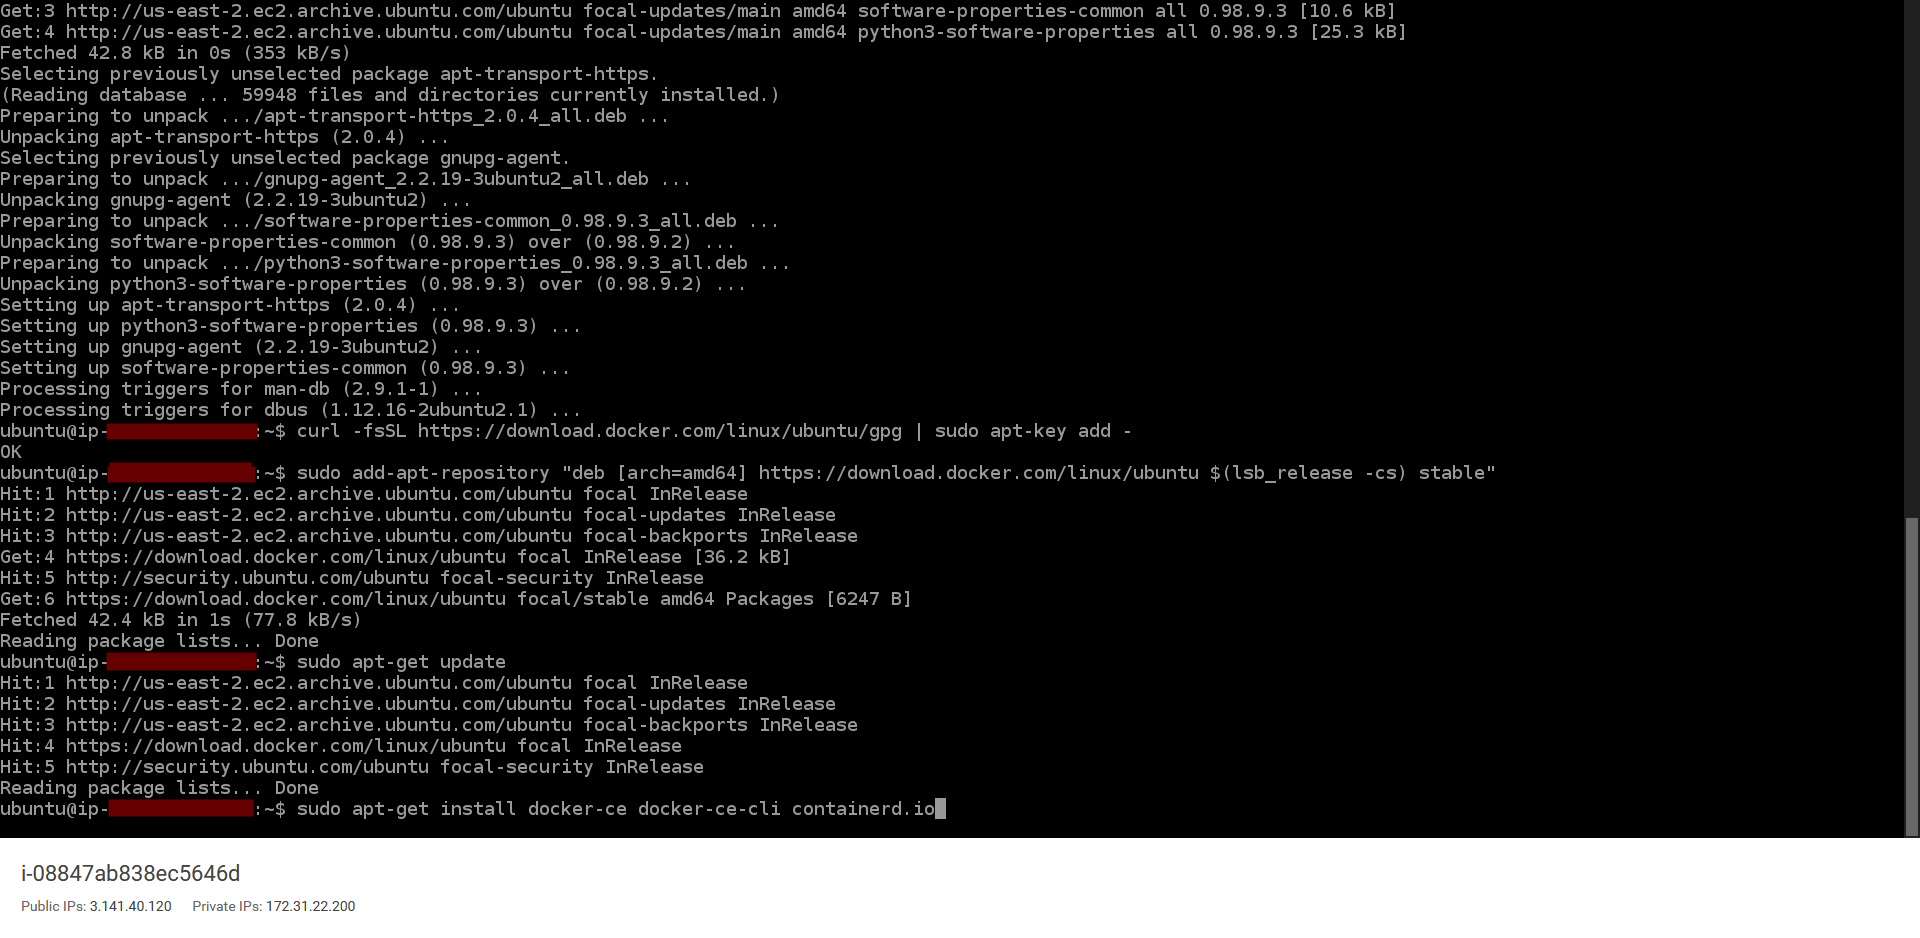 Get:3 http://us-east-2.ec2.archive.ubuntu.com/ubuntu focal-updates/main amd64 software-properties-common all 0.98.9.3 [10.6 kB]
Get:4 http://us-east-2.ec2.archive.ubuntu.com/ubuntu focal-updates/main amd64 python3-software-properties all 0.98.9.3 [25.3 kB]
Fetched 42.8 kB in 0s (353 kB/s)
Selecting previously unselected package apt-transport-https.
(Reading database ... 59948 files and directories currently installed.)
Preparing to unpack .../apt-transport-https_2.0.4_all.deb ...
Unpacking apt-transport-https (2.0.4) ...
Selecting previously unselected package gnupg-agent.
Preparing to unpack .../gnupg-agent_2.2.19-3ubuntu2_all.deb ...
Unpacking gnupg-agent (2.2.19-3ubuntu2) ...
Preparing to unpack .../software-properties-common_0.98.9.3_all.deb ...
Unpacking software-properties-common (0.98.9.3) over (0.98.9.2) ...
Preparing to unpack .../python3-software-properties_0.98.9.3_all.deb ...
Unpacking python3-software-properties (0.98.9.3) over (0.98.9.2) ...
Setting up apt-transport-https (2.0.4) ...
Setting up python3-software-properties (0.98.9.3) ...
Setting up gnupg-agent (2.2.19-3ubuntu2) ...
Setting up software-properties-common (0.98.9.3) ...
Processing triggers for man-db (2.9.1-1) ...
Processing triggers for dbus (1.12.16-2ubuntu2.1) ...
ubuntu@ip- :~$ curl -fsSL https://download.docker.com/linux/ubuntu/gpg | sudo apt-key add -
OK
ubuntu@ip- :~$ sudo add-apt-repository "deb [arch=amd64] https://download.docker.com/linux/ubuntu $(lsb_release -cs) stable"
Hit:1 http://us-east-2.ec2.archive.ubuntu.com/ubuntu focal InRelease
Hit:2 http://us-east-2.ec2.archive.ubuntu.com/ubuntu focal-updates InRelease
Hit:3 http://us-east-2.ec2.archive.ubuntu.com/ubuntu focal-backports InRelease
Get:4 https://download.docker.com/linux/ubuntu focal InRelease [36.2 kB]
Hit:5 http://security.ubuntu.com/ubuntu focal-security InRelease
Get:6 https://download.docker.com/linux/ubuntu focal/stable amd64 Packages [6247 B]
Fetched 42.4 kB in 1s (77.8 kB/s)
Reading package lists... Done
ubuntu@ip- :~$ sudo apt-get update
Hit:1 http://us-east-2.ec2.archive.ubuntu.com/ubuntu focal InRelease
Hit:2 http://us-east-2.ec2.archive.ubuntu.com/ubuntu focal-updates InRelease
Hit:3 http://us-east-2.ec2.archive.ubuntu.com/ubuntu focal-backports InRelease
Hit:4 https://download.docker.com/linux/ubuntu focal InRelease
Hit:5 http://security.ubuntu.com/ubuntu focal-security InRelease
Reading package lists... Done
ubuntu@ip- :~$ sudo apt-get install docker-ce docker-ce-cli containerd.io
i-08847ab838ec5646d
Public IPs: 3.141.40.120 Private IPs: 172.31.22.200